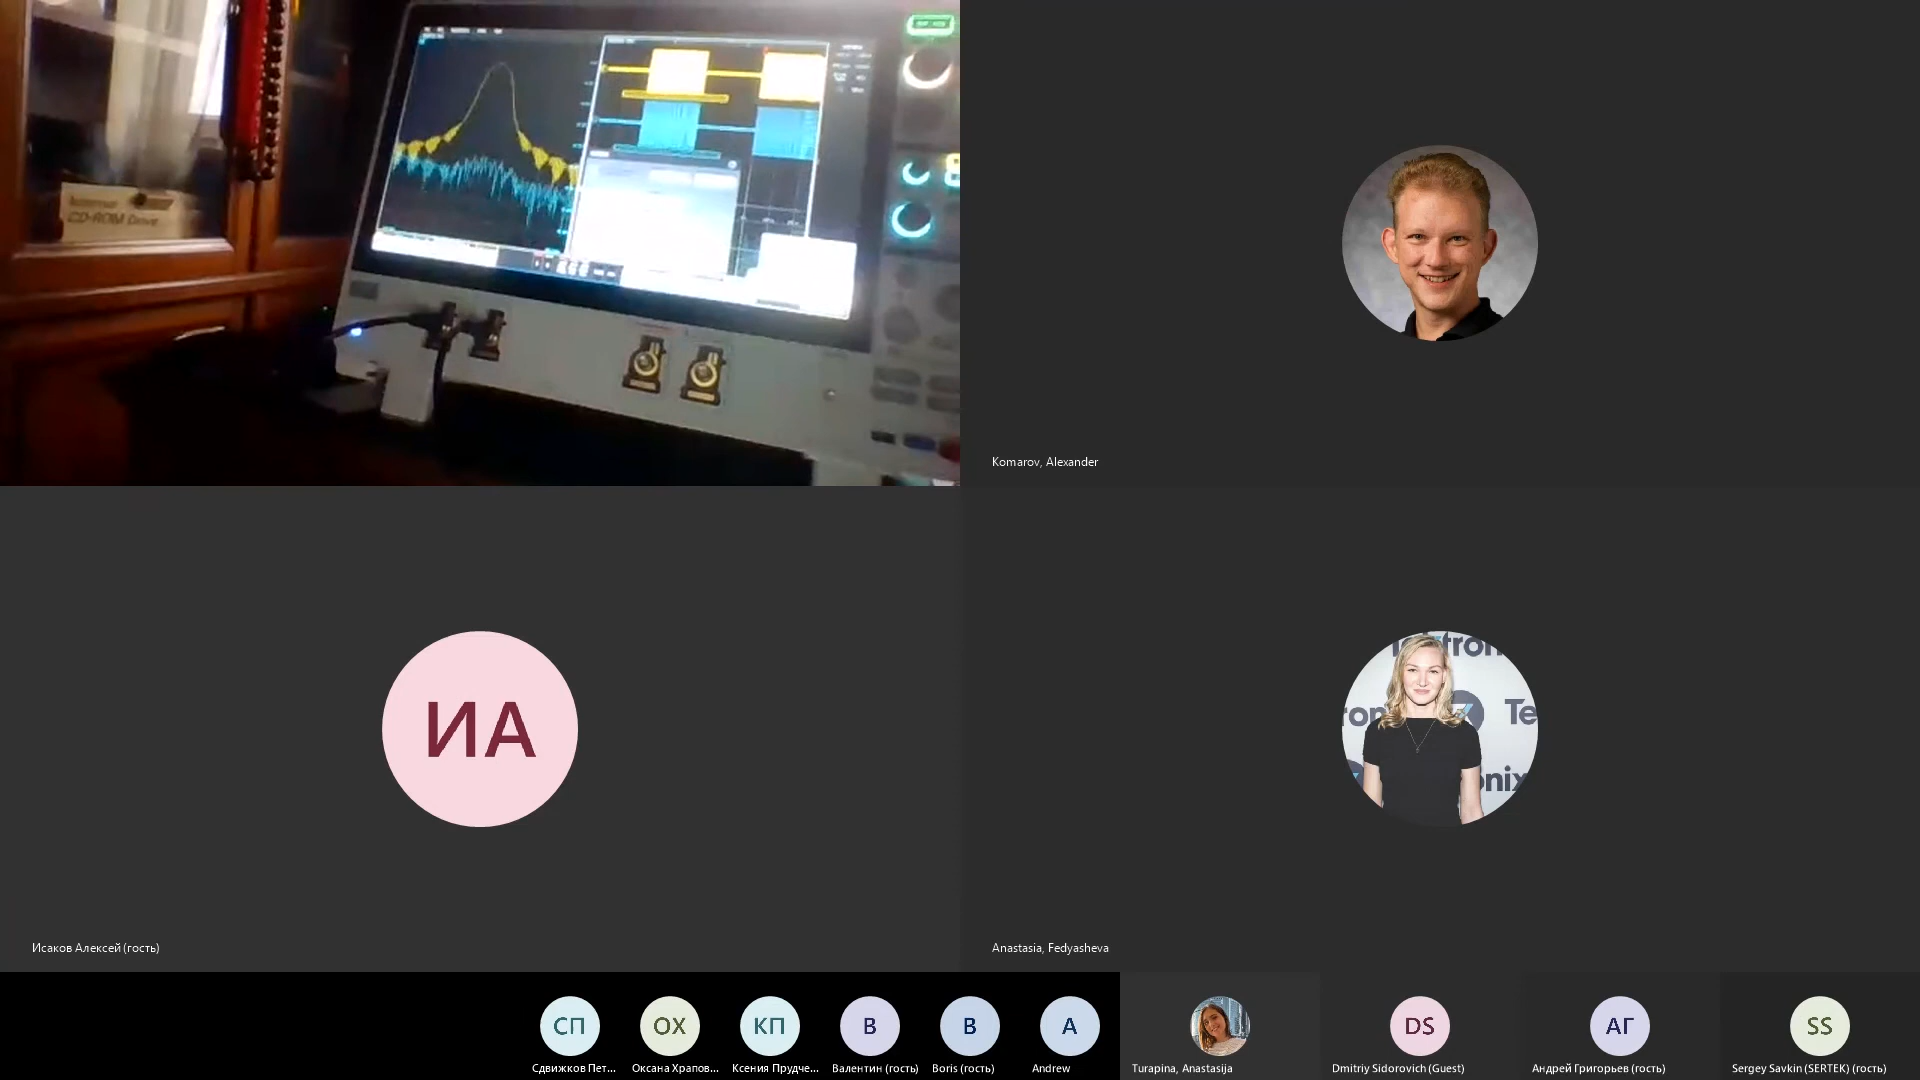 CD-ROM Drive
Komarov, Alexander
ИА
Исаков Алексей (гость)
Anastasia, Fedyasheva
СП
ОХ
КП
В
B
A
DS
АГ
SS
Сдвижков Пет...
Оксана Храпов...
Ксения Прудче...
Валентин (гость)
Boris (гость)
Andrew
Turapina, Anastasija
Dmitriy Sidorovich (Guest)
Андрей Григорьев (гость)
Sergey Savkin (SERTEK) (гость)